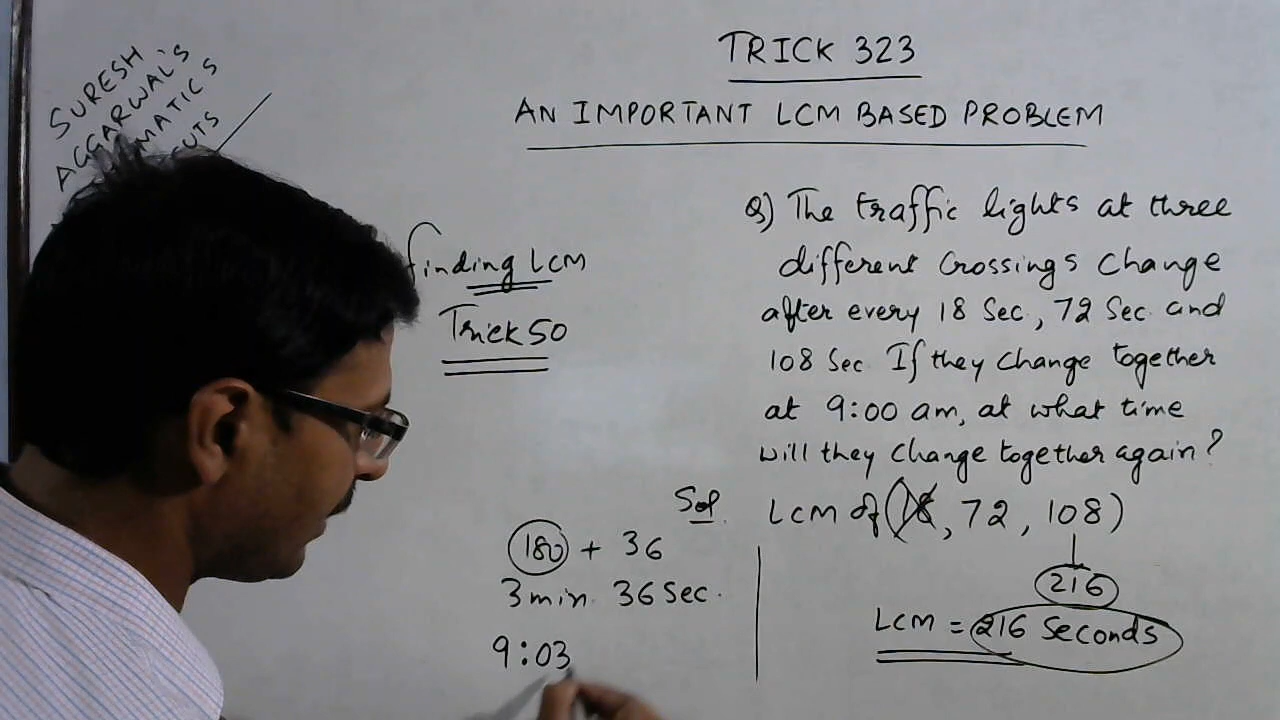 SURESH
AGGARWAL'S
TRICK 323
AN IMPORTANT LCM BASED PROBLEM
finding LCM
Trick 50
Q) The traffic lights at three
different Crossings Change
after every 18 Sec, 72 Sec and
108 Sec If they Change together
at 9:00 am, at what time
will they Change together again?
Sol. LCM of (18, 72, 108)
216
LCM = 216 Seconds
180 + 36
3 min. 36 Sec.
9:03